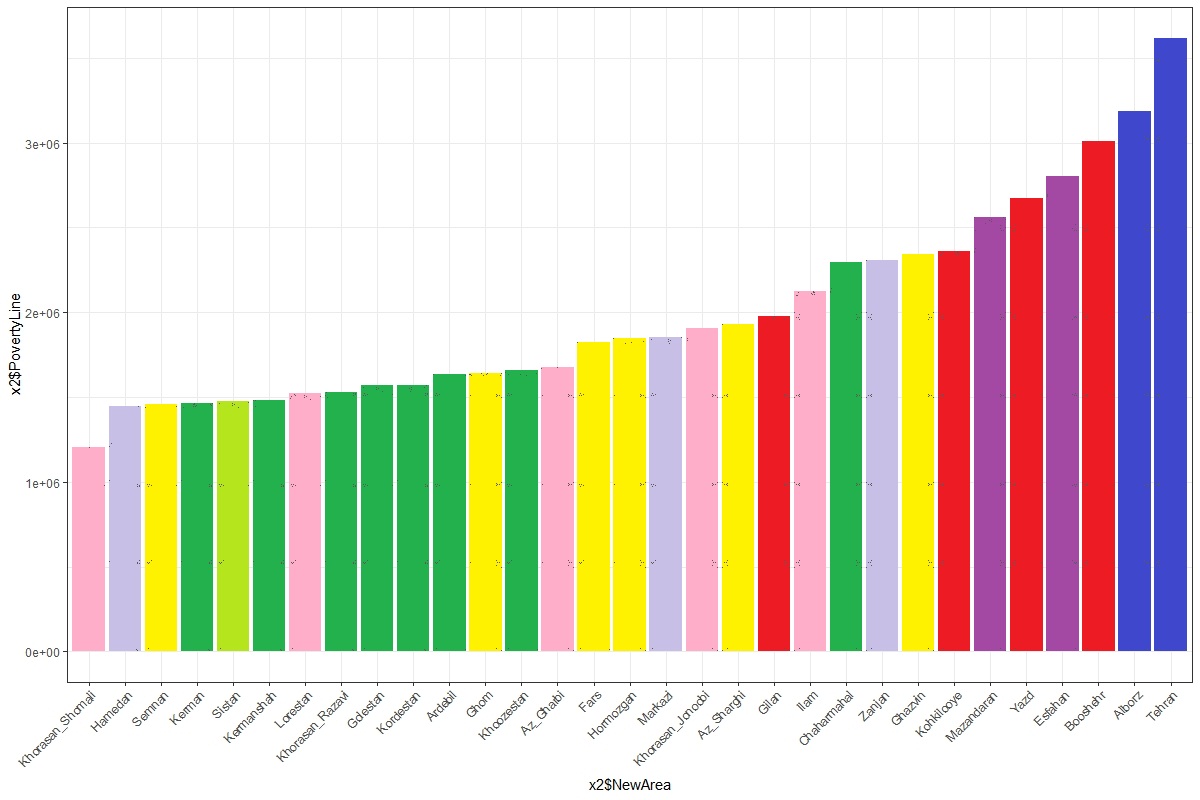 x2$PovertyLine
3e+06
2e+06
1e+06
0e+00
Khorasan_Shomali
Hamedan
Semnan
Kerman
Sistan
Kermanshah
Lorestan
Khorasan_Razavi
Golestan
Kordestan
Ardebil
Ghom
Khoozestan
Az_Gharbi
Fars
Hormozgan
Markazi
Khorasan_Jonoobi
Az_Sharghi
Gilan
Ilam
Chaharmahal
Zanjan
Ghazvin
Kohkilooye
Mazandaran
Yazd
Esfahan
Booshehr
Alborz
Tehran
x2$NewArea